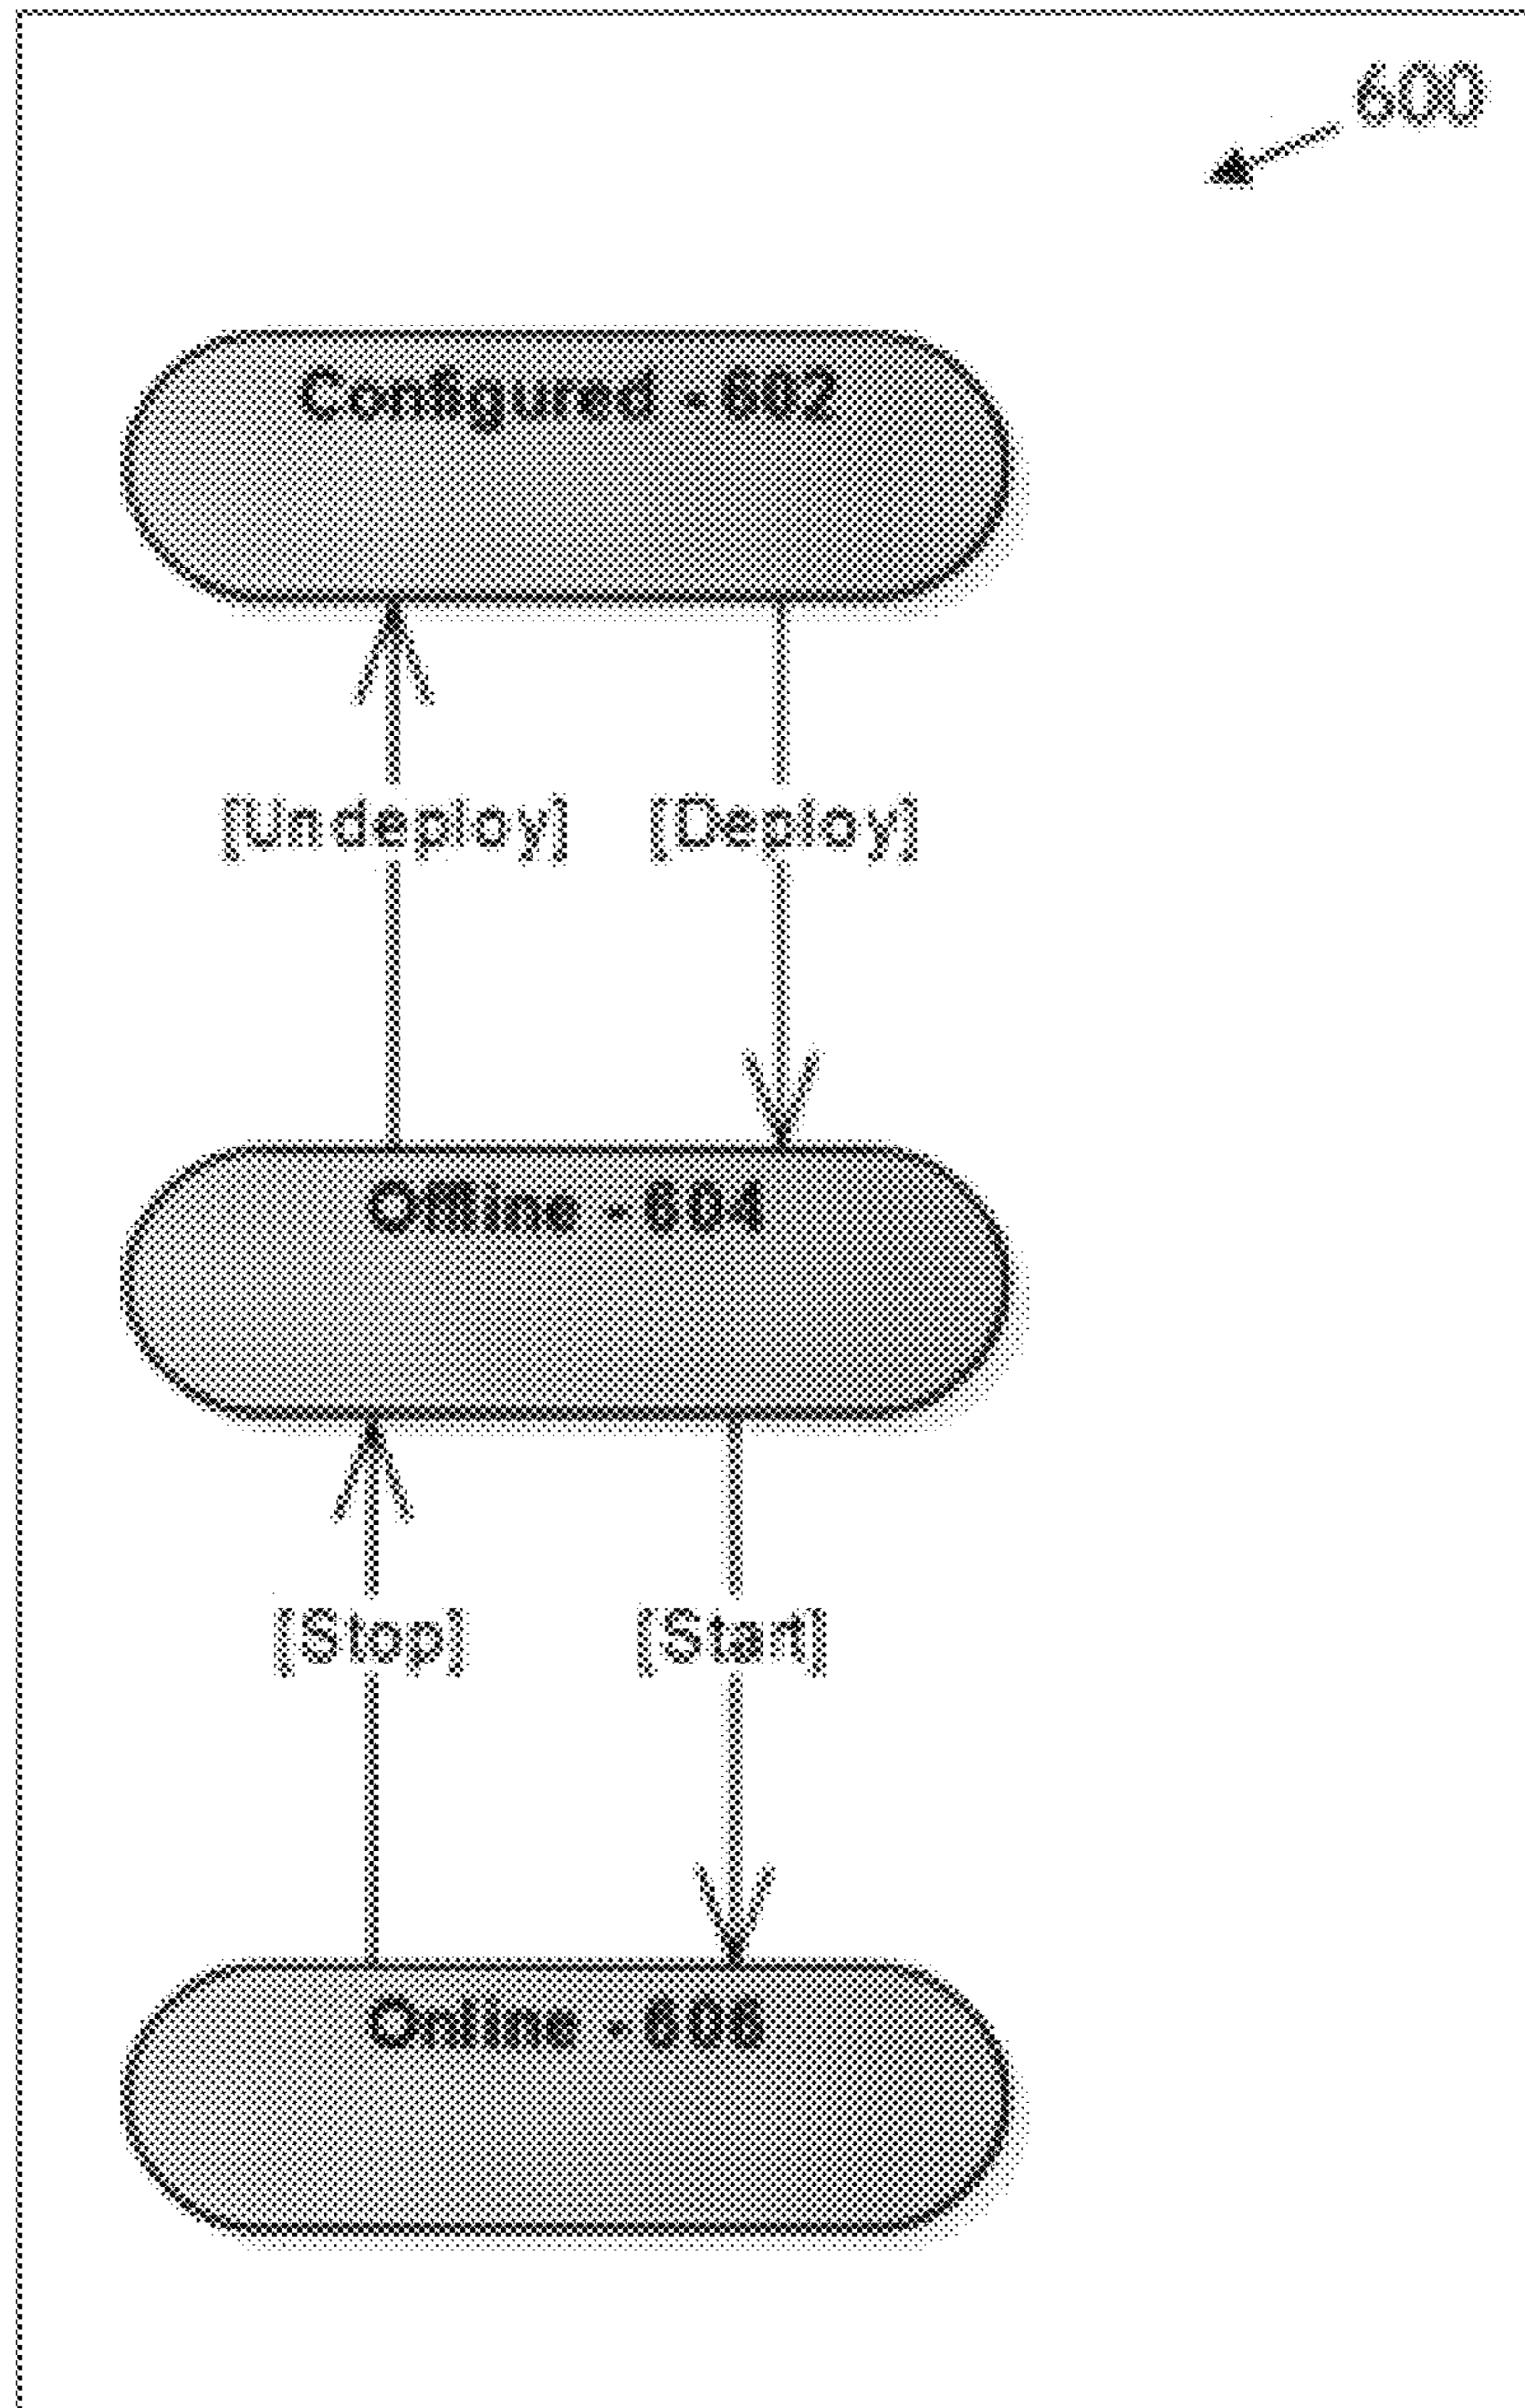 600
Configured - 602
[Undeploy] [Deploy]
Offline - 604
[Stop] [Start]
Online - 606